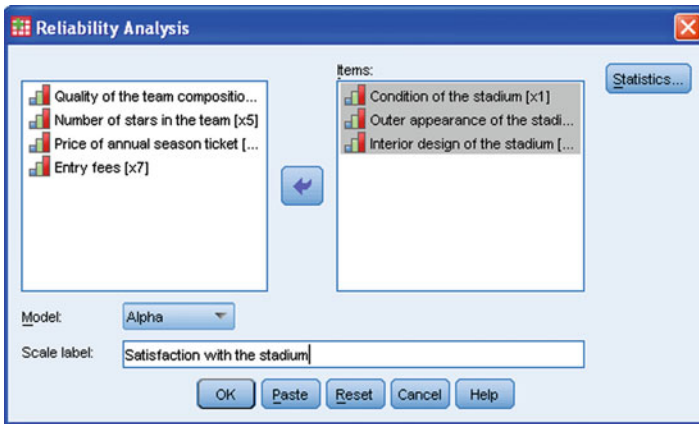 Reliability Analysis
Items:
Statistics...
Quality of the team compositio...
Number of stars in the team [x5]
Price of annual season ticket [...
Entry fees [x7]
Condition of the stadium [x1]
Outer appearance of the stadi...
Interior design of the stadium [...
Model:
Alpha
Scale label:
Satisfaction with the stadium
OK
Paste
Reset
Cancel
Help